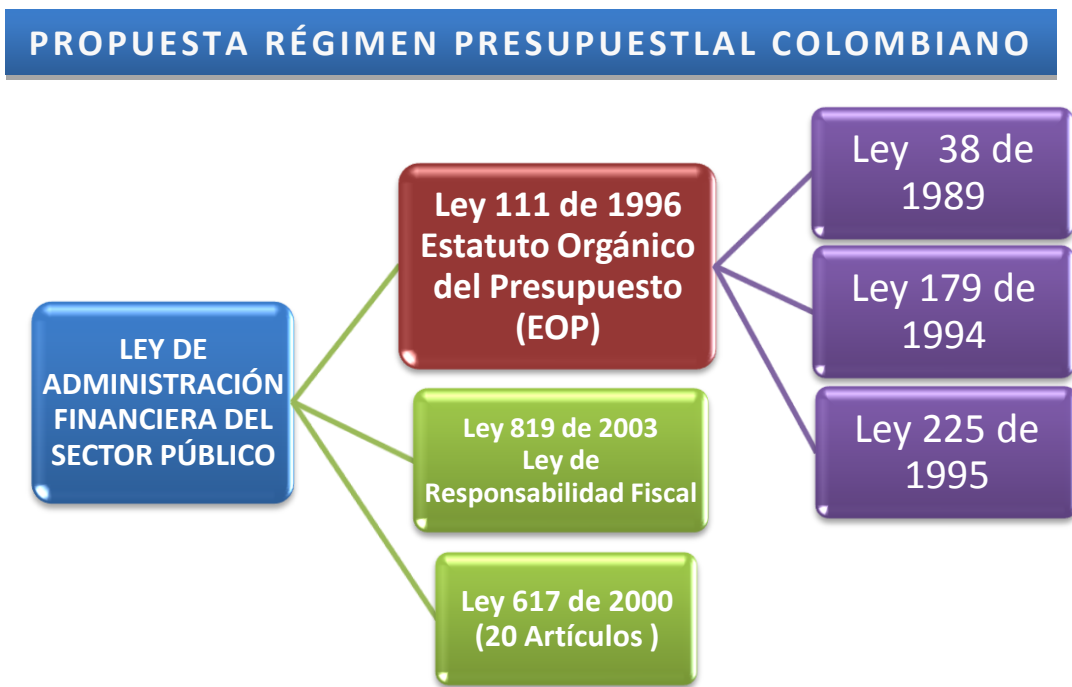 PROPUESTA RÉGIMEN PRESUPUESTLAL COLOMBIANO
LEY DE
ADMINISTRACIÓN
FINANCIERA DEL
SECTOR PÚBLICO
Ley 111 de 1996
Estatuto Orgánico
del Presupuesto
(EOP)
Ley 819 de 2003
Ley de
Responsabilidad Fiscal
Ley 617 de 2000
(20 Artículos )
Ley 38 de
1989
Ley 179 de
1994
Ley 225 de
1995